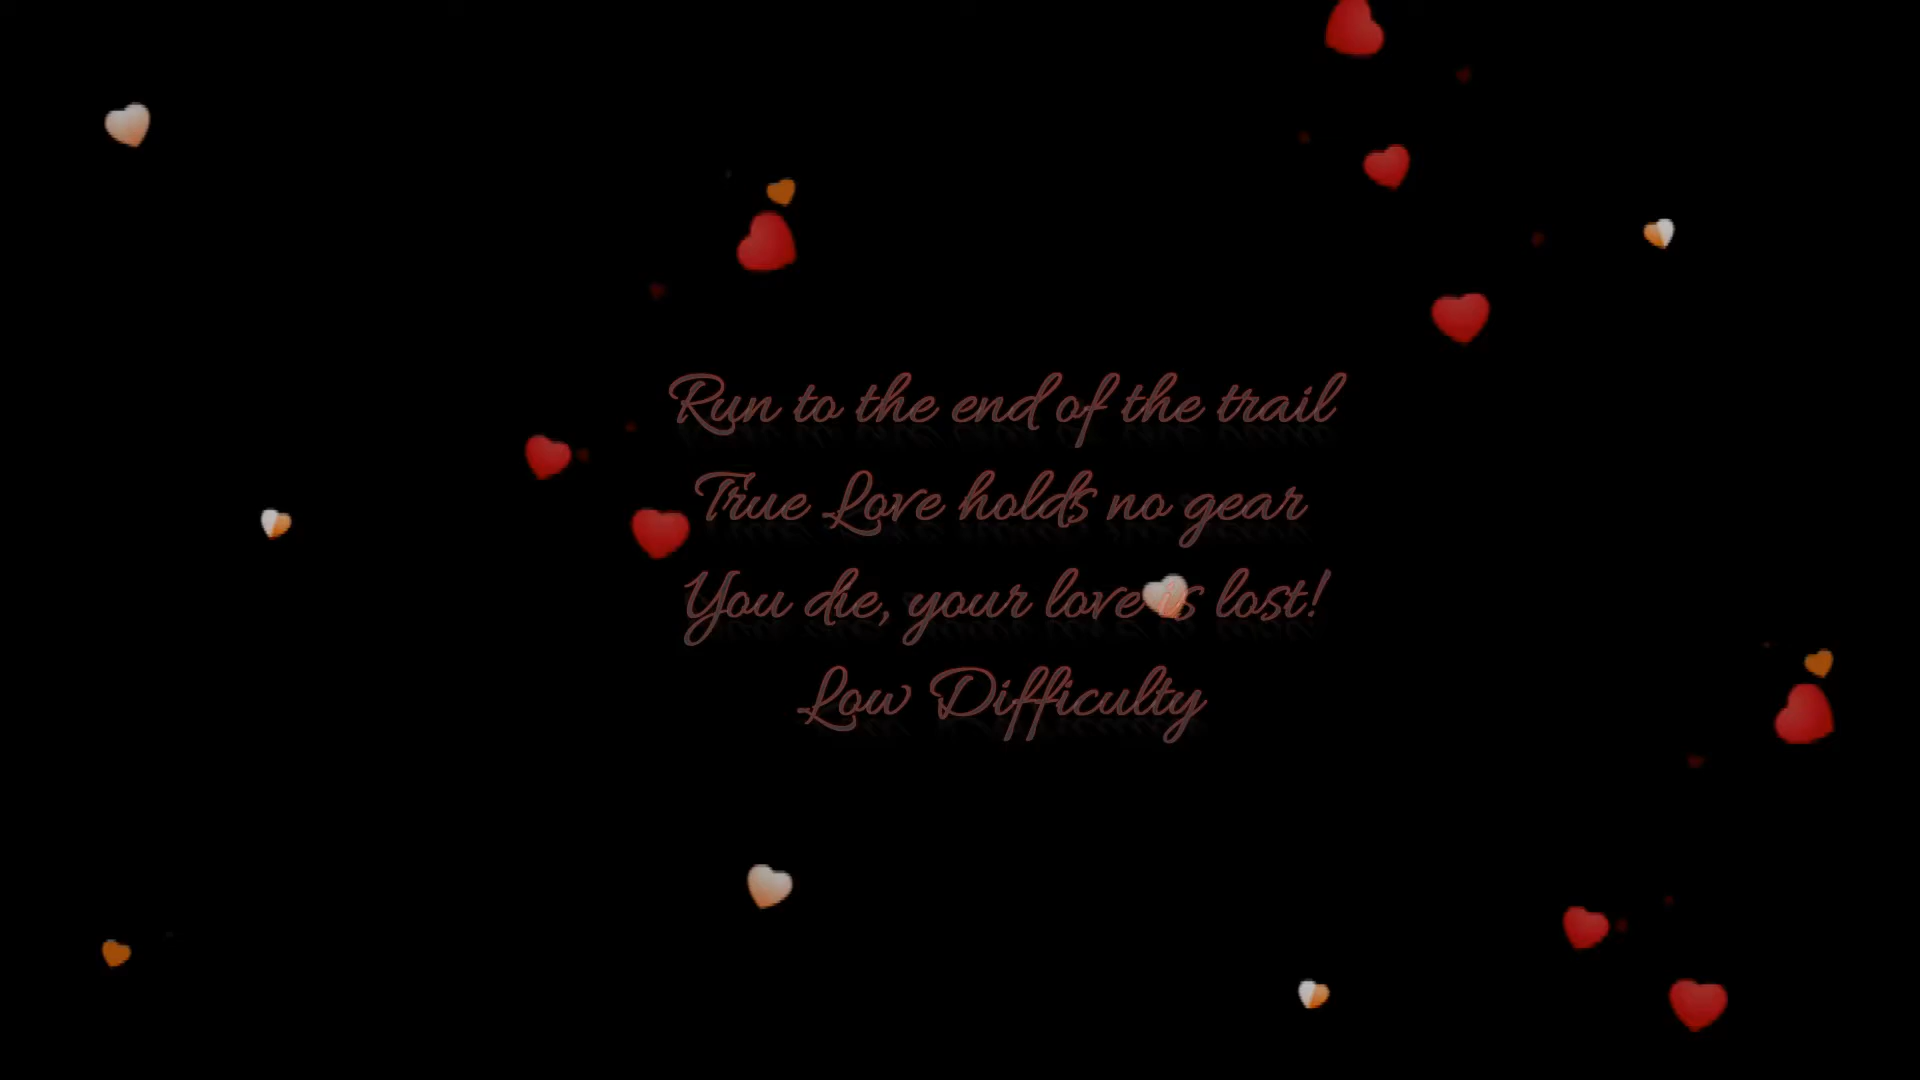 Run to the end of the trail
True Love holds no gear
You die, your love is lost!
Low Difficulty